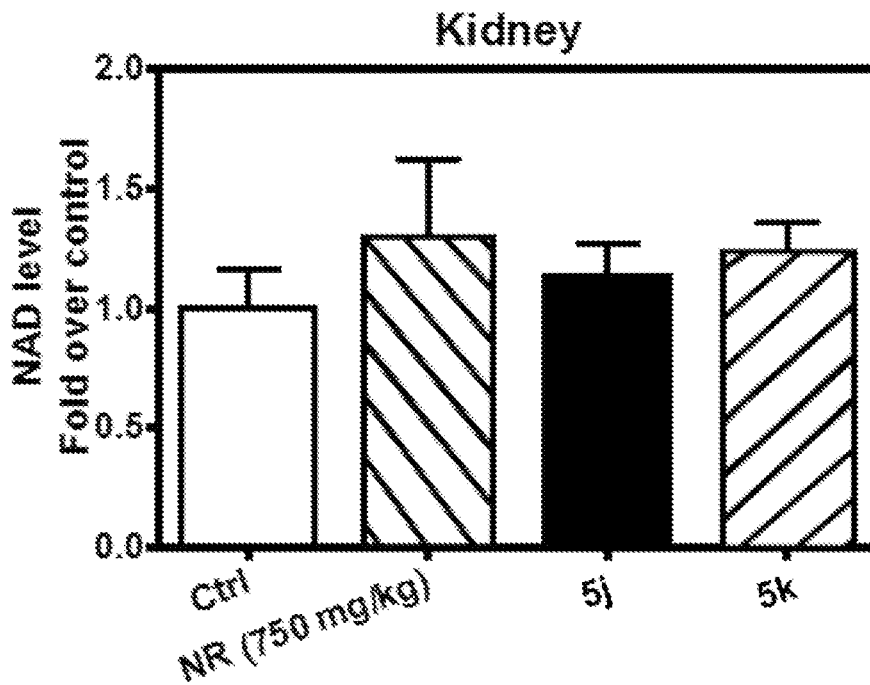 Kidney
NAD level
Fold over control
2.0
1.5
1.0
0.5
0.0
Ctrl
NR (750 mg/kg)
5j
5k